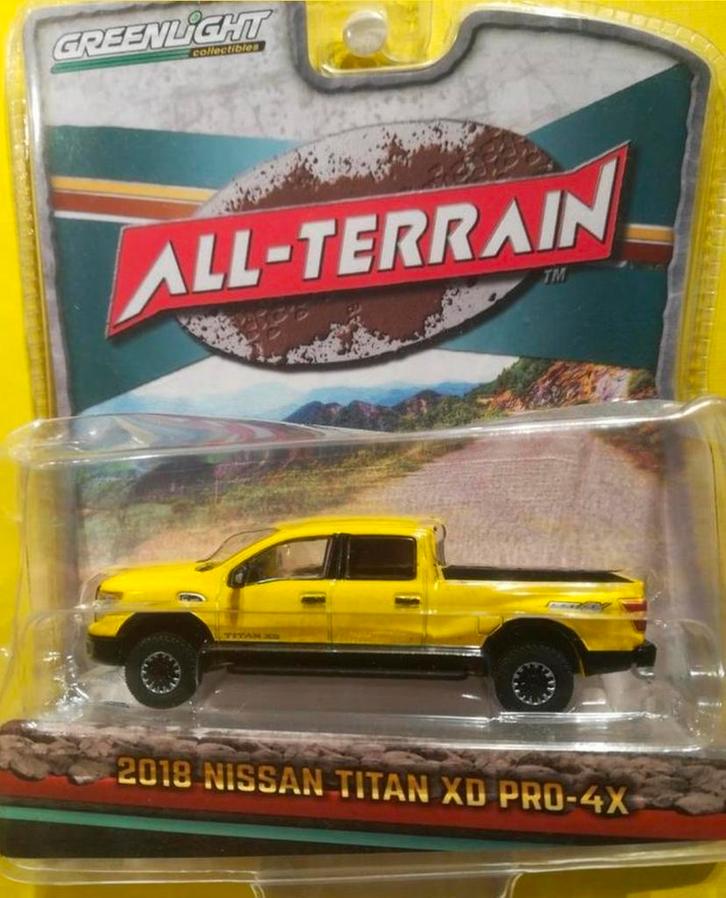 GREENLIGHT
collectibles
ALL-TERRAIN
TM
TITAN XD
2018 NISSAN TITAN XD PRO-4X